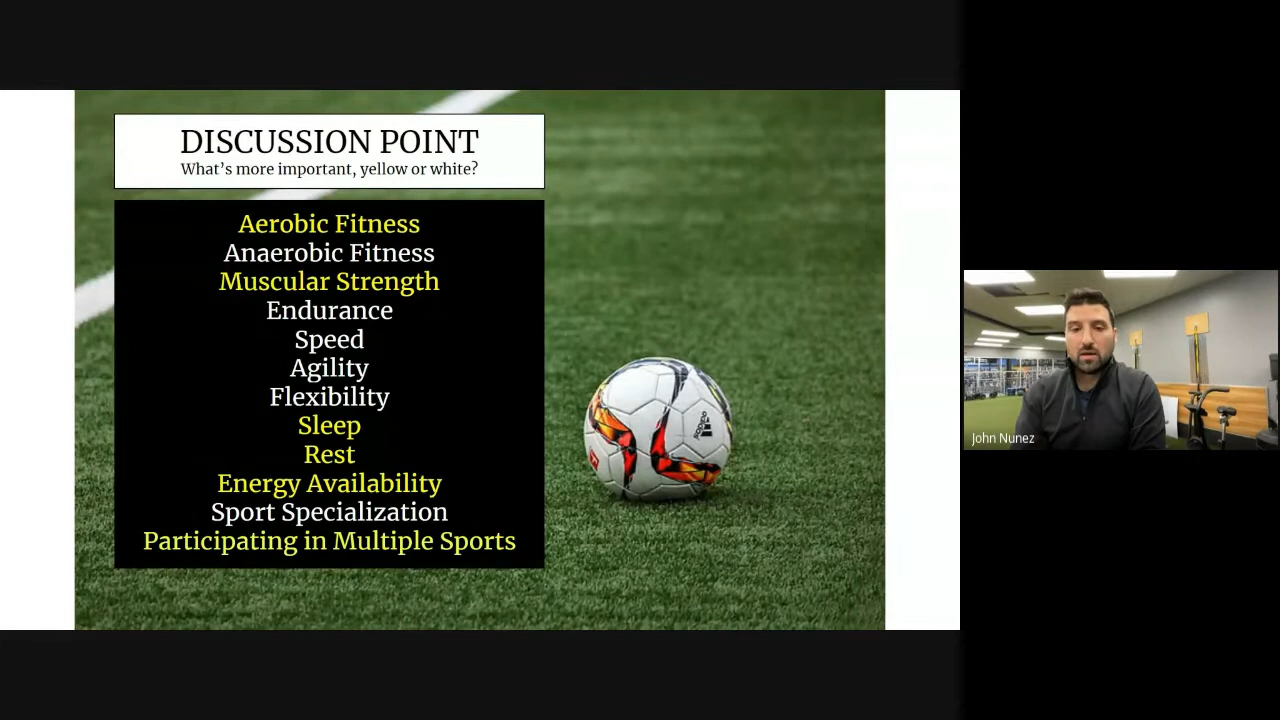 DISCUSSION POINT
What's more important, yellow or white?
Aerobic Fitness
Anaerobic Fitness
Muscular Strength
Endurance
Speed
Agility
Flexibility
Sleep
Rest
Energy Availability
Sport Specialization
Participating in Multiple Sports
John Nunez